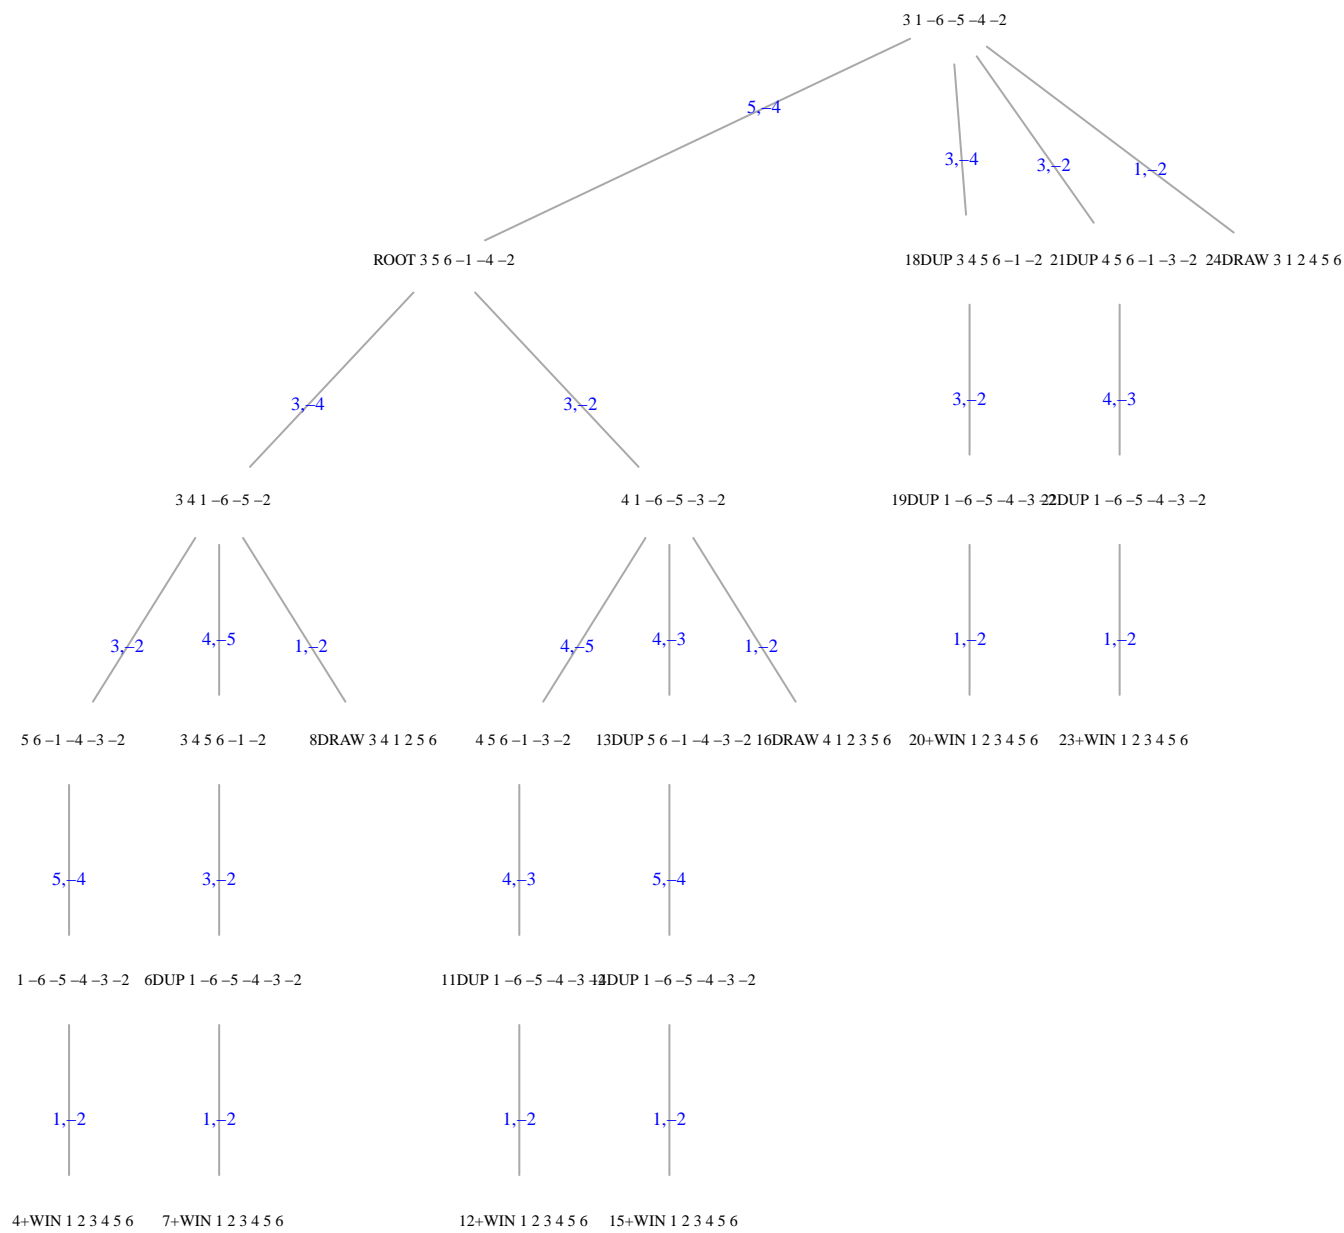 3 1 –6 –5 –4 –2
5,–4
3,–4
3,–2
1,–2
ROOT 3 5 6 –1 –4 –2
18DUP 3 4 5 6 –1 –2
21DUP 4 5 6 –1 –3 –2
24DRAW 3 1 2 4 5 6
3,–4
3,–2
3,–2
4,–3
3 4 1 –6 –5 –2
4 1 –6 –5 –3 –2
19DUP 1 –6 –5 –4 –3 –2
22DUP 1 –6 –5 –4 –3 –2
3,–2
4,–5
1,–2
4,–5
4,–3
1,–2
1,–2
1,–2
5 6 –1 –4 –3 –2
3 4 5 6 –1 –2
8DRAW 3 4 1 2 5 6
4 5 6 –1 –3 –2
13DUP 5 6 –1 –4 –3 –2
16DRAW 4 1 2 3 5 6
20+WIN 1 2 3 4 5 6
23+WIN 1 2 3 4 5 6
5,–4
3,–2
4,–3
5,–4
1 –6 –5 –4 –3 –2
6DUP 1 –6 –5 –4 –3 –2
11DUP 1 –6 –5 –4 –3 –2
14DUP 1 –6 –5 –4 –3 –2
1,–2
1,–2
1,–2
1,–2
4+WIN 1 2 3 4 5 6
7+WIN 1 2 3 4 5 6
12+WIN 1 2 3 4 5 6
15+WIN 1 2 3 4 5 6